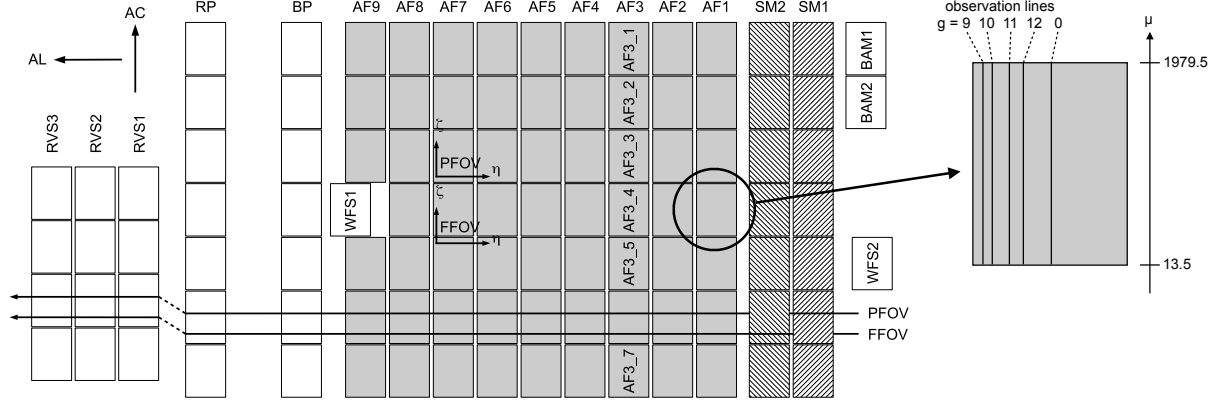 RP BP AF9 AF8 AF7 AF6 AF5 AF4 AF3 AF2 AF1 SM2 SM1
AC
AL
RVS3 RVS2 RVS1
AF3_1
AF3_2
AF3_3
AF3_4
AF3_5
AF3_7
BAM1
BAM2
WFS1
WFS2
ζ
PFOV η
ζ
FFOV η
PFOV
FFOV
observation lines
g = 9 10 11 12 0
μ
1979.5
13.5